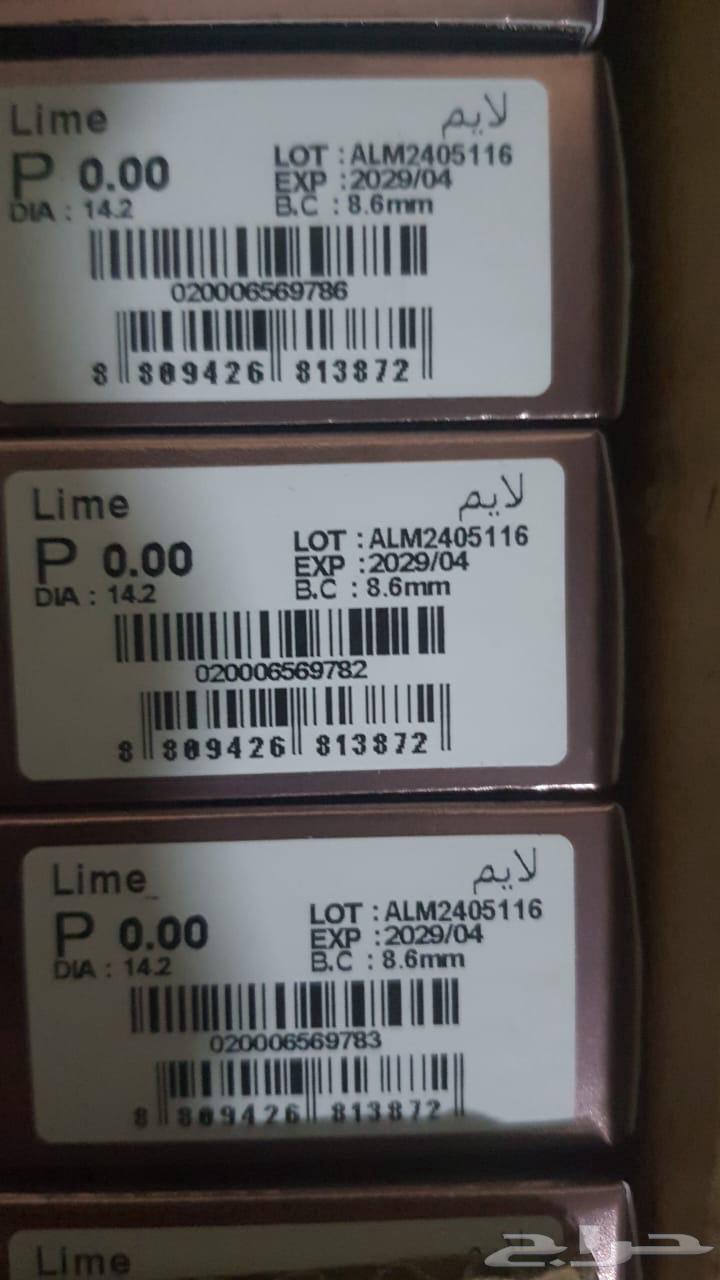 Lime لايم
P 0.00
LOT : ALM2405116
EXP : 2029/04
DIA : 14.2
B.C : 8.6mm
020006569786
8 809426 813872
Lime لايم
P 0.00
LOT : ALM2405116
EXP : 2029/04
DIA : 14.2
B.C : 8.6mm
020006569782
8 809426 813872
Lime لايم
P 0.00
LOT : ALM2405116
EXP : 2029/04
DIA : 14.2
B.C : 8.6mm
020006569783
8 809426 813872
Lime
حراج